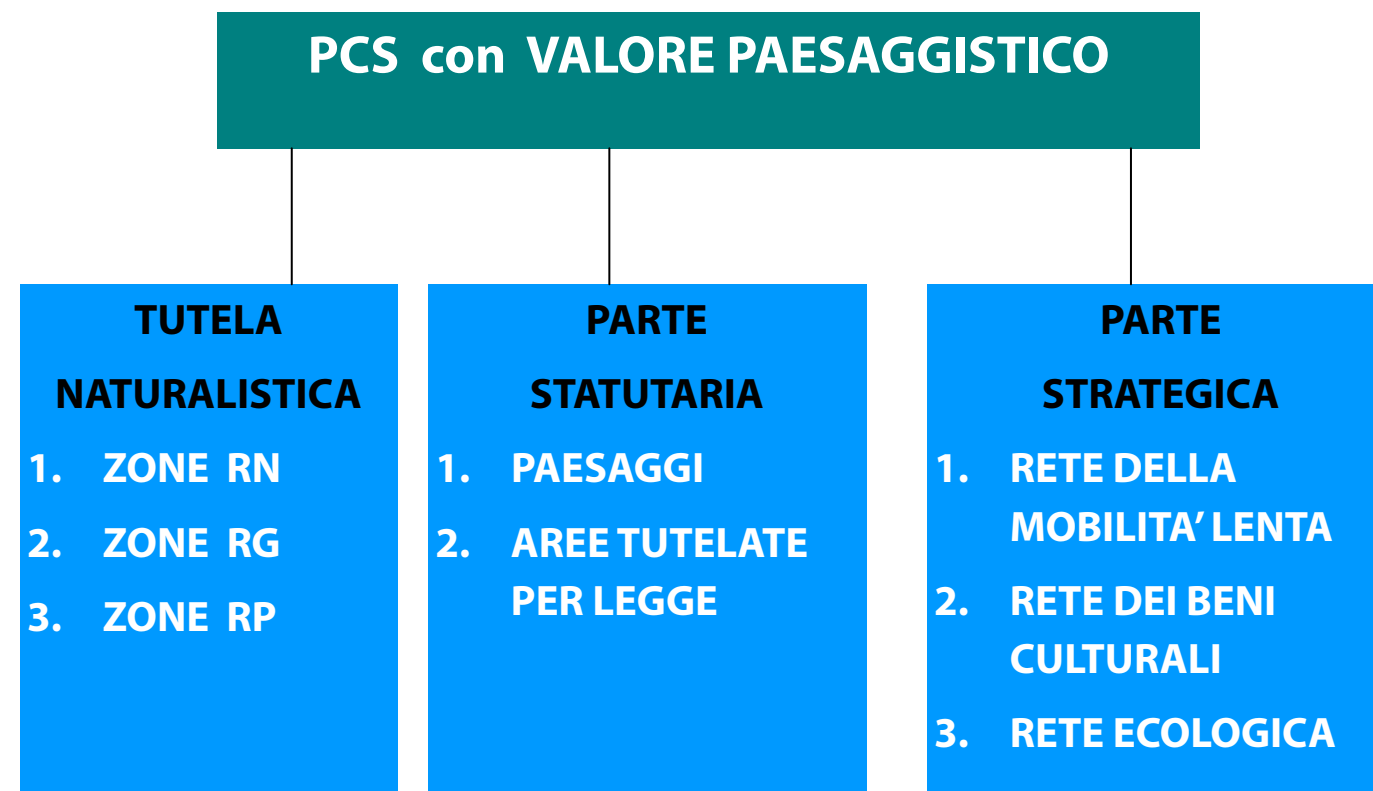 PCS con VALORE PAESAGGISTICO
TUTELA
NATURALISTICA
1. ZONE RN
2. ZONE RG
3. ZONE RP
PARTE
STATUTARIA
1. PAESAGGI
2. AREE TUTELATE
PER LEGGE
PARTE
STRATEGICA
1. RETE DELLA
MOBILITA’ LENTA
2. RETE DEI BENI
CULTURALI
3. RETE ECOLOGICA